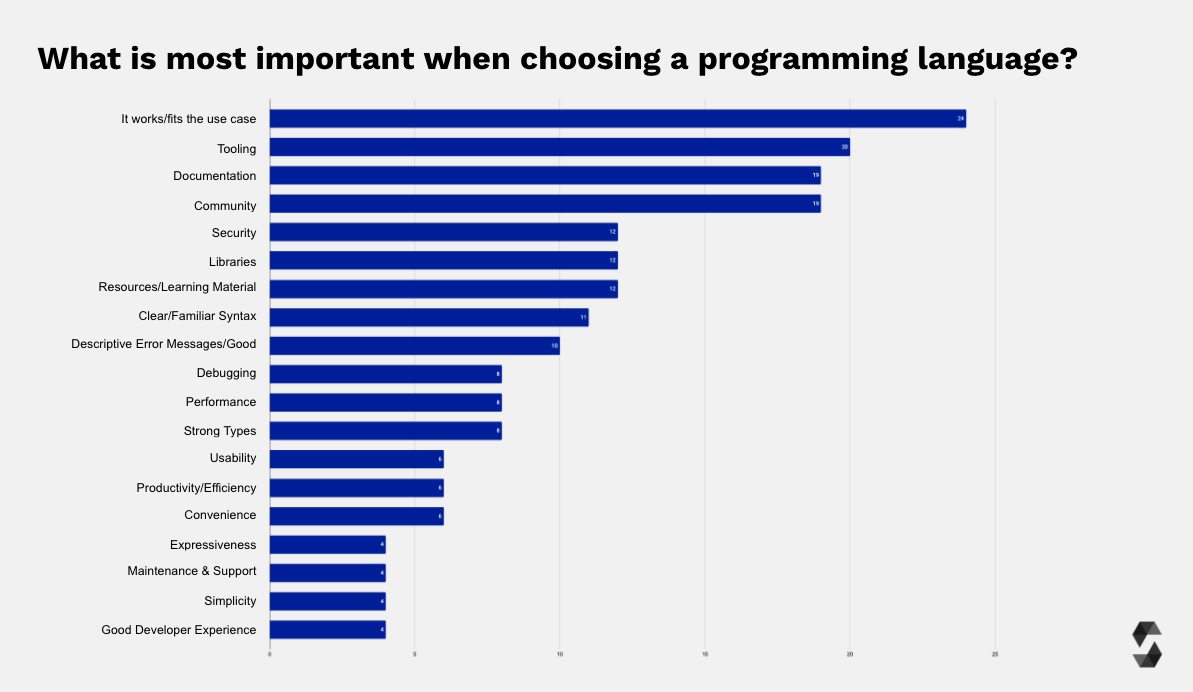 What is most important when choosing a programming language?
It works/fits the use case 24
Tooling 20
Documentation 19
Community 19
Security 12
Libraries 12
Resources/Learning Material 12
Clear/Familiar Syntax 11
Descriptive Error Messages/Good 10
Debugging 8
Performance 8
Strong Types 8
Usability 6
Productivity/Efficiency 6
Convenience 6
Expressiveness 4
Maintenance & Support 4
Simplicity 4
Good Developer Experience 4
0 5 10 15 20 25